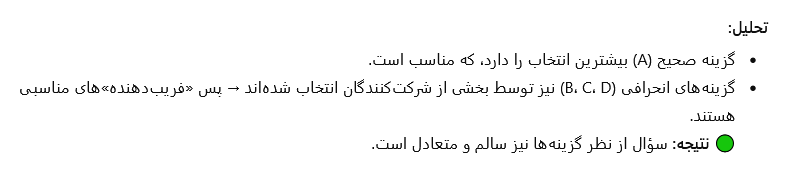 تحلیل:
• گزینه صحیح (A) بیشترین انتخاب را دارد، که مناسب است.
• گزینه‌های انحرافی (B، C، D) نیز توسط بخشی از شرکت‌کنندگان انتخاب شده‌اند → پس «فریب‌دهنده»های مناسبی
هستند.
🟢 نتیجه: سؤال از نظر گزینه‌ها نیز سالم و متعادل است.